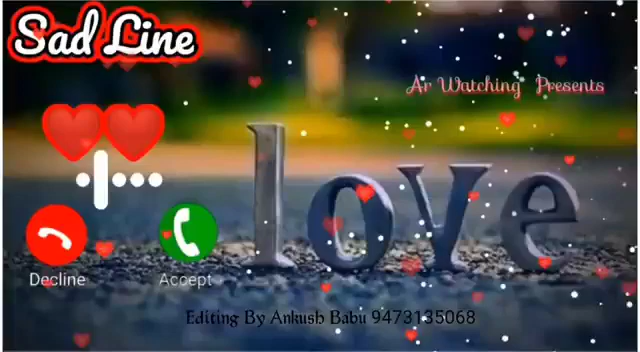 Sad Line
Ar Watching Presents
love
Decline
Accept
Editing By Ankush Babu 9473135068